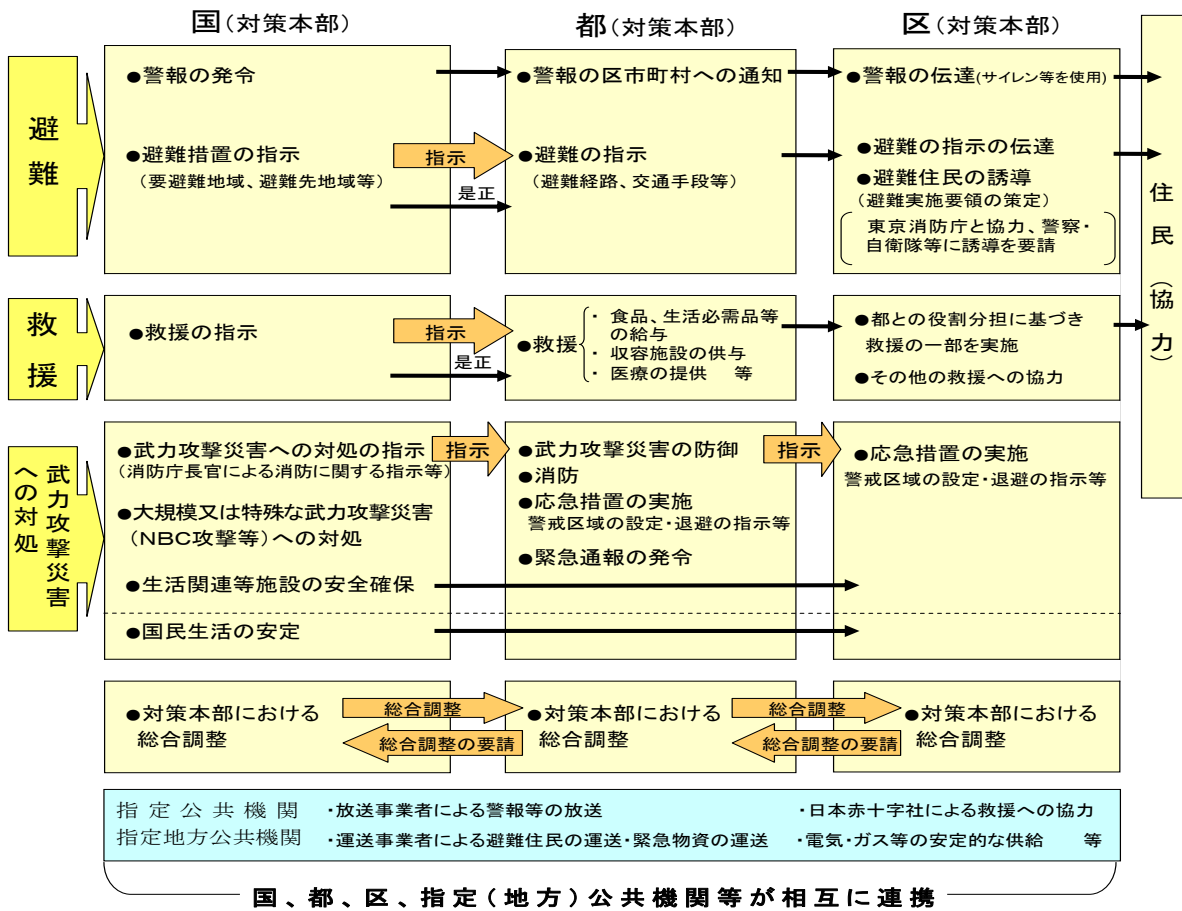 国(対策本部)
都(対策本部)
区(対策本部)
住民(協力)
避難
●警報の発令
●警報の区市町村への通知
●警報の伝達(サイレン等を使用)
●避難措置の指示
(要避難地域、避難先地域等)
指示
是正
●避難の指示
(避難経路、交通手段等)
●避難の指示の伝達
●避難住民の誘導
(避難実施要領の策定)
東京消防庁と協力、警察・
自衛隊等に誘導を要請
救援
●救援の指示
指示
是正
●救援
・ 食品、生活必需品等
の給与
・ 収容施設の供与
・ 医療の提供 等
●都との役割分担に基づき
救援の一部を実施
●その他の救援への協力
武力攻撃災害
への対処
●武力攻撃災害への対処の指示
(消防庁長官による消防に関する指示等)
指示
●大規模又は特殊な武力攻撃災害
(NBC攻撃等)への対処
●生活関連等施設の安全確保
●国民生活の安定
●武力攻撃災害の防御
●消防
●応急措置の実施
警戒区域の設定・退避の指示等
●緊急通報の発令
指示
●応急措置の実施
警戒区域の設定・退避の指示等
●対策本部における
総合調整
総合調整
総合調整の要請
●対策本部における
総合調整
総合調整
総合調整の要請
●対策本部における
総合調整
指定公共機関 ・放送事業者による警報等の放送 ・日本赤十字社による救援への協力
指定地方公共機関 ・運送事業者による避難住民の運送・緊急物資の運送 ・電気・ガス等の安定的な供給 等
国、都、区、指定(地方)公共機関等が相互に連携